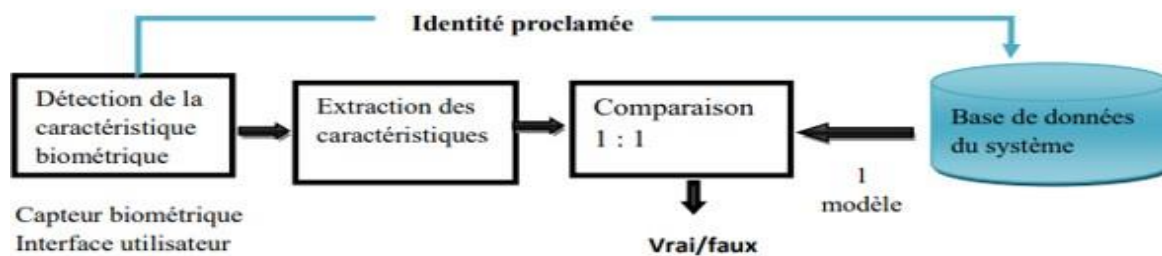 Identité proclamée
Détection de la
caractéristique
biométrique
Extraction des
caractéristiques
Comparaison
1 : 1
Base de données
du système
1
modèle
Capteur biométrique
Interface utilisateur
Vrai/faux